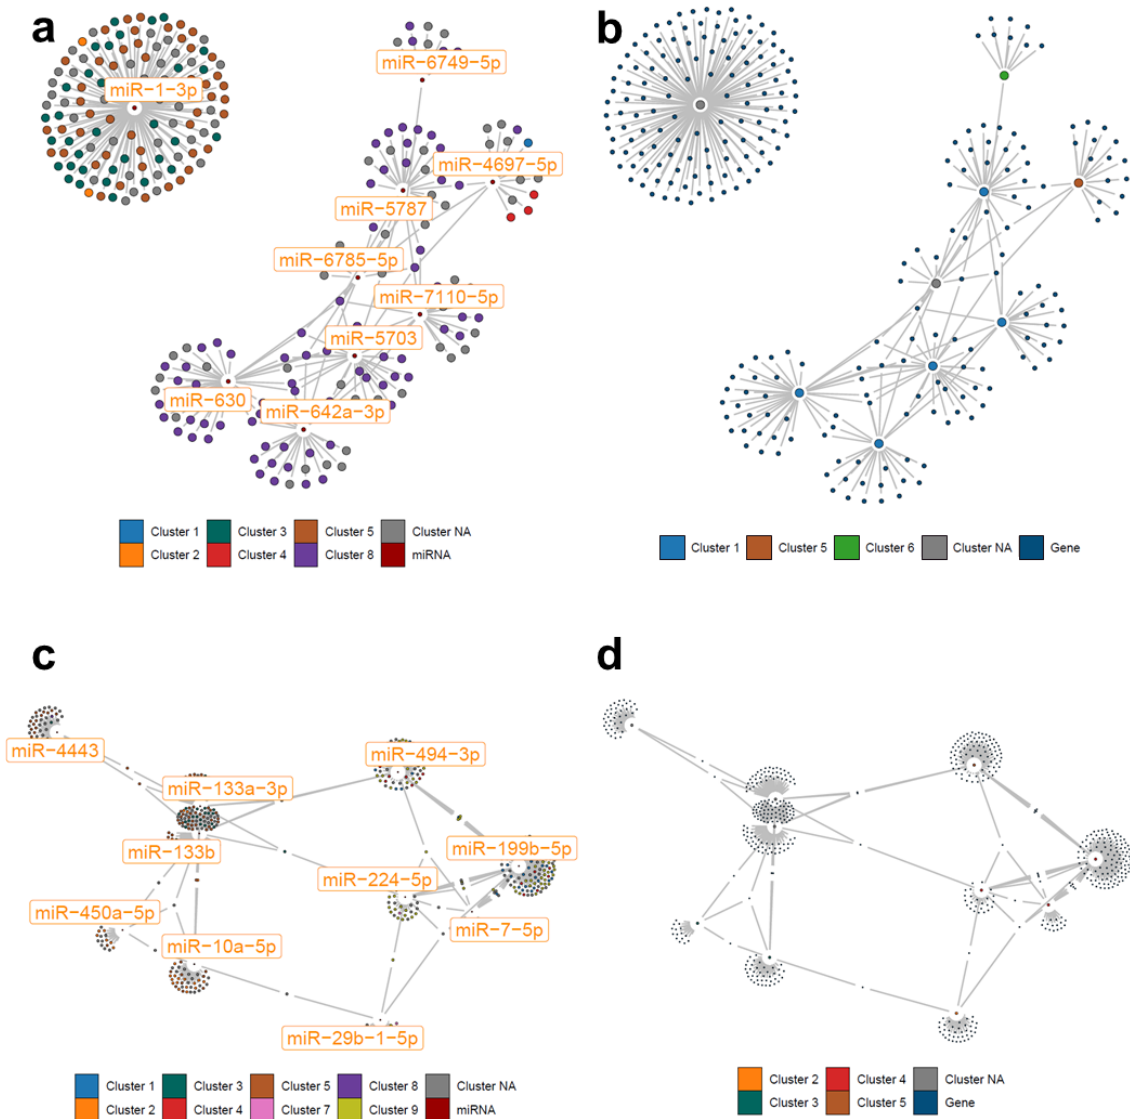 a
b
miR−6749−5p
miR−1−3p
miR−4697−5p
miR−5787
miR−6785−5p
miR−7110−5p
miR−5703
miR−630
miR−642a−3p
Cluster 1 Cluster 3 Cluster 5 Cluster NA
Cluster 2 Cluster 4 Cluster 8 miRNA
Cluster 1 Cluster 5 Cluster 6 Cluster NA Gene
c
d
miR−4443
miR−494−3p
miR−133a−3p
miR−133b
miR−199b−5p
miR−224−5p
miR−450a−5p
miR−7−5p
miR−10a−5p
miR−29b−1−5p
Cluster 1 Cluster 3 Cluster 5 Cluster 8 Cluster NA
Cluster 2 Cluster 4 Cluster 7 Cluster 9 miRNA
Cluster 2 Cluster 4 Cluster NA
Cluster 3 Cluster 5 Gene